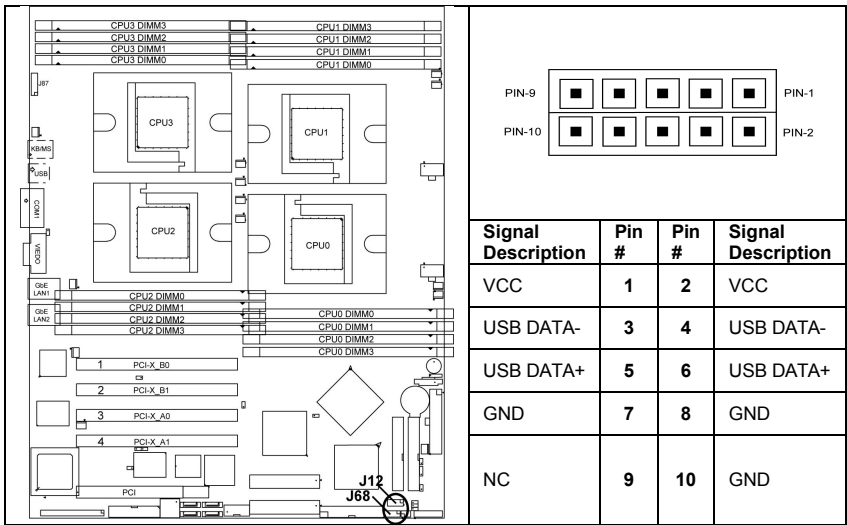 CPU3 DIMM3
CPU3 DIMM2
CPU3 DIMM1
CPU3 DIMM0
CPU1 DIMM3
CPU1 DIMM2
CPU1 DIMM1
CPU1 DIMM0
J87
CPU3
CPU1
KB/MS
USB
COM1
CPU2
CPU0
VIEDO
GbE
LAN1
GbE
LAN2
CPU2 DIMM0
CPU2 DIMM1
CPU2 DIMM2
CPU2 DIMM3
CPU0 DIMM0
CPU0 DIMM1
CPU0 DIMM2
CPU0 DIMM3
1 PCI-X_B0
2 PCI-X_B1
3 PCI-X_A0
4 PCI-X_A1
PCI
J12
J68
PIN-9 PIN-1
PIN-10 PIN-2
Signal Description Pin # Pin # Signal Description
VCC 1 2 VCC
USB DATA- 3 4 USB DATA-
USB DATA+ 5 6 USB DATA+
GND 7 8 GND
NC 9 10 GND